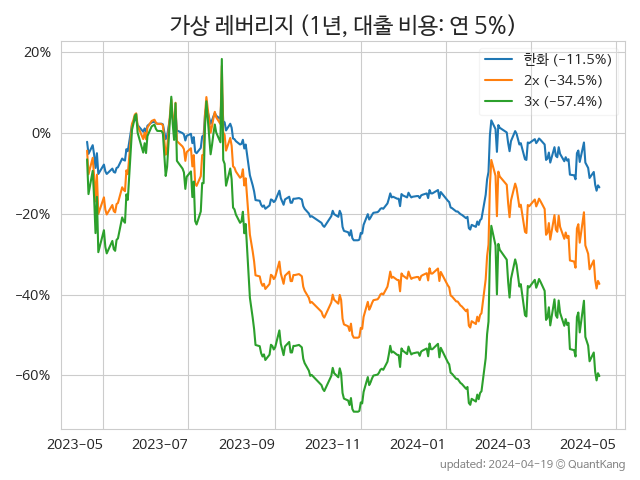 가상 레버리지 (1년, 대출 비용: 연 5%)
한화 (−11.5%)
2x (−34.5%)
3x (−57.4%)
20%
0%
−20%
−40%
−60%
2023-05 2023-07 2023-09 2023-11 2024-01 2024-03 2024-05
updated: 2024-04-19 © QuantKang